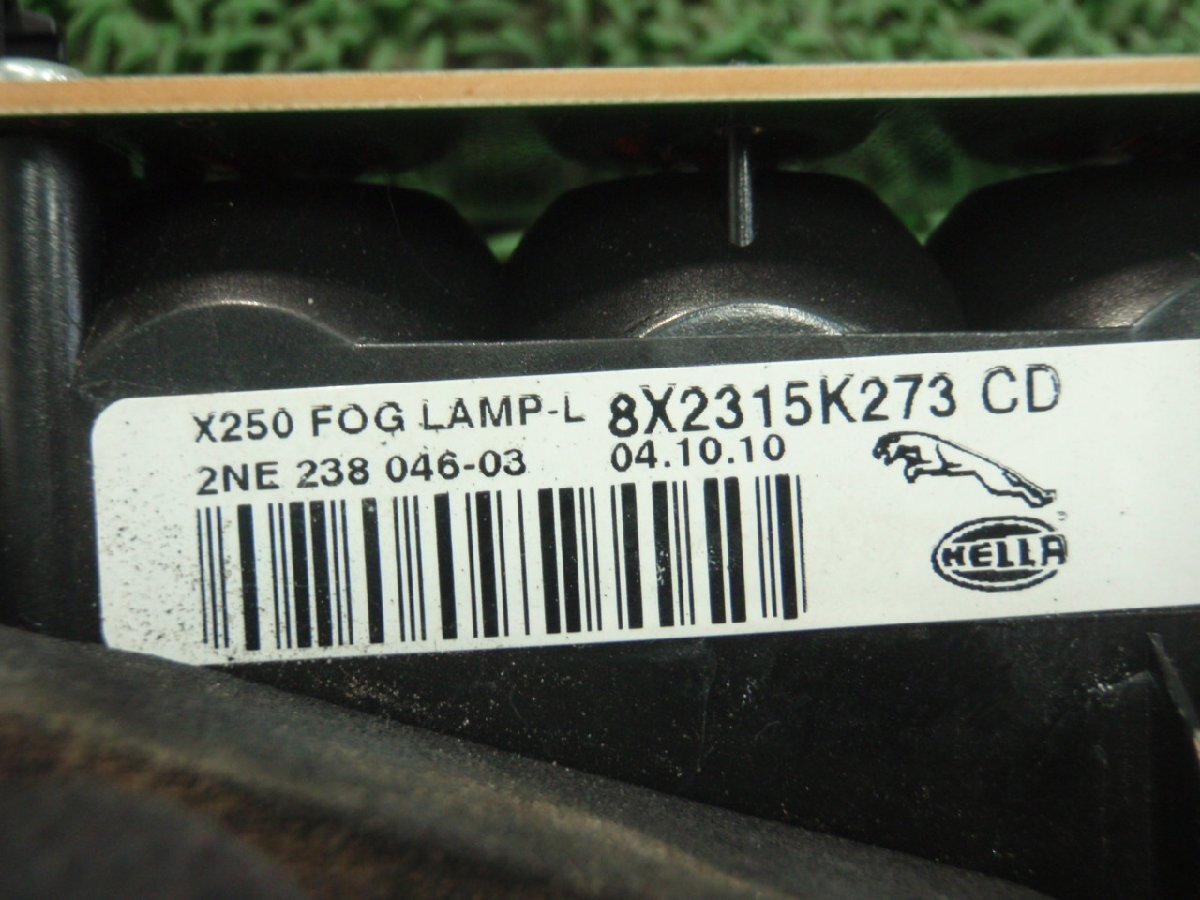 X250 FOG LAMP-L 8X2315K273 CD
2NE 238 046-03 04.10.10
HELLA